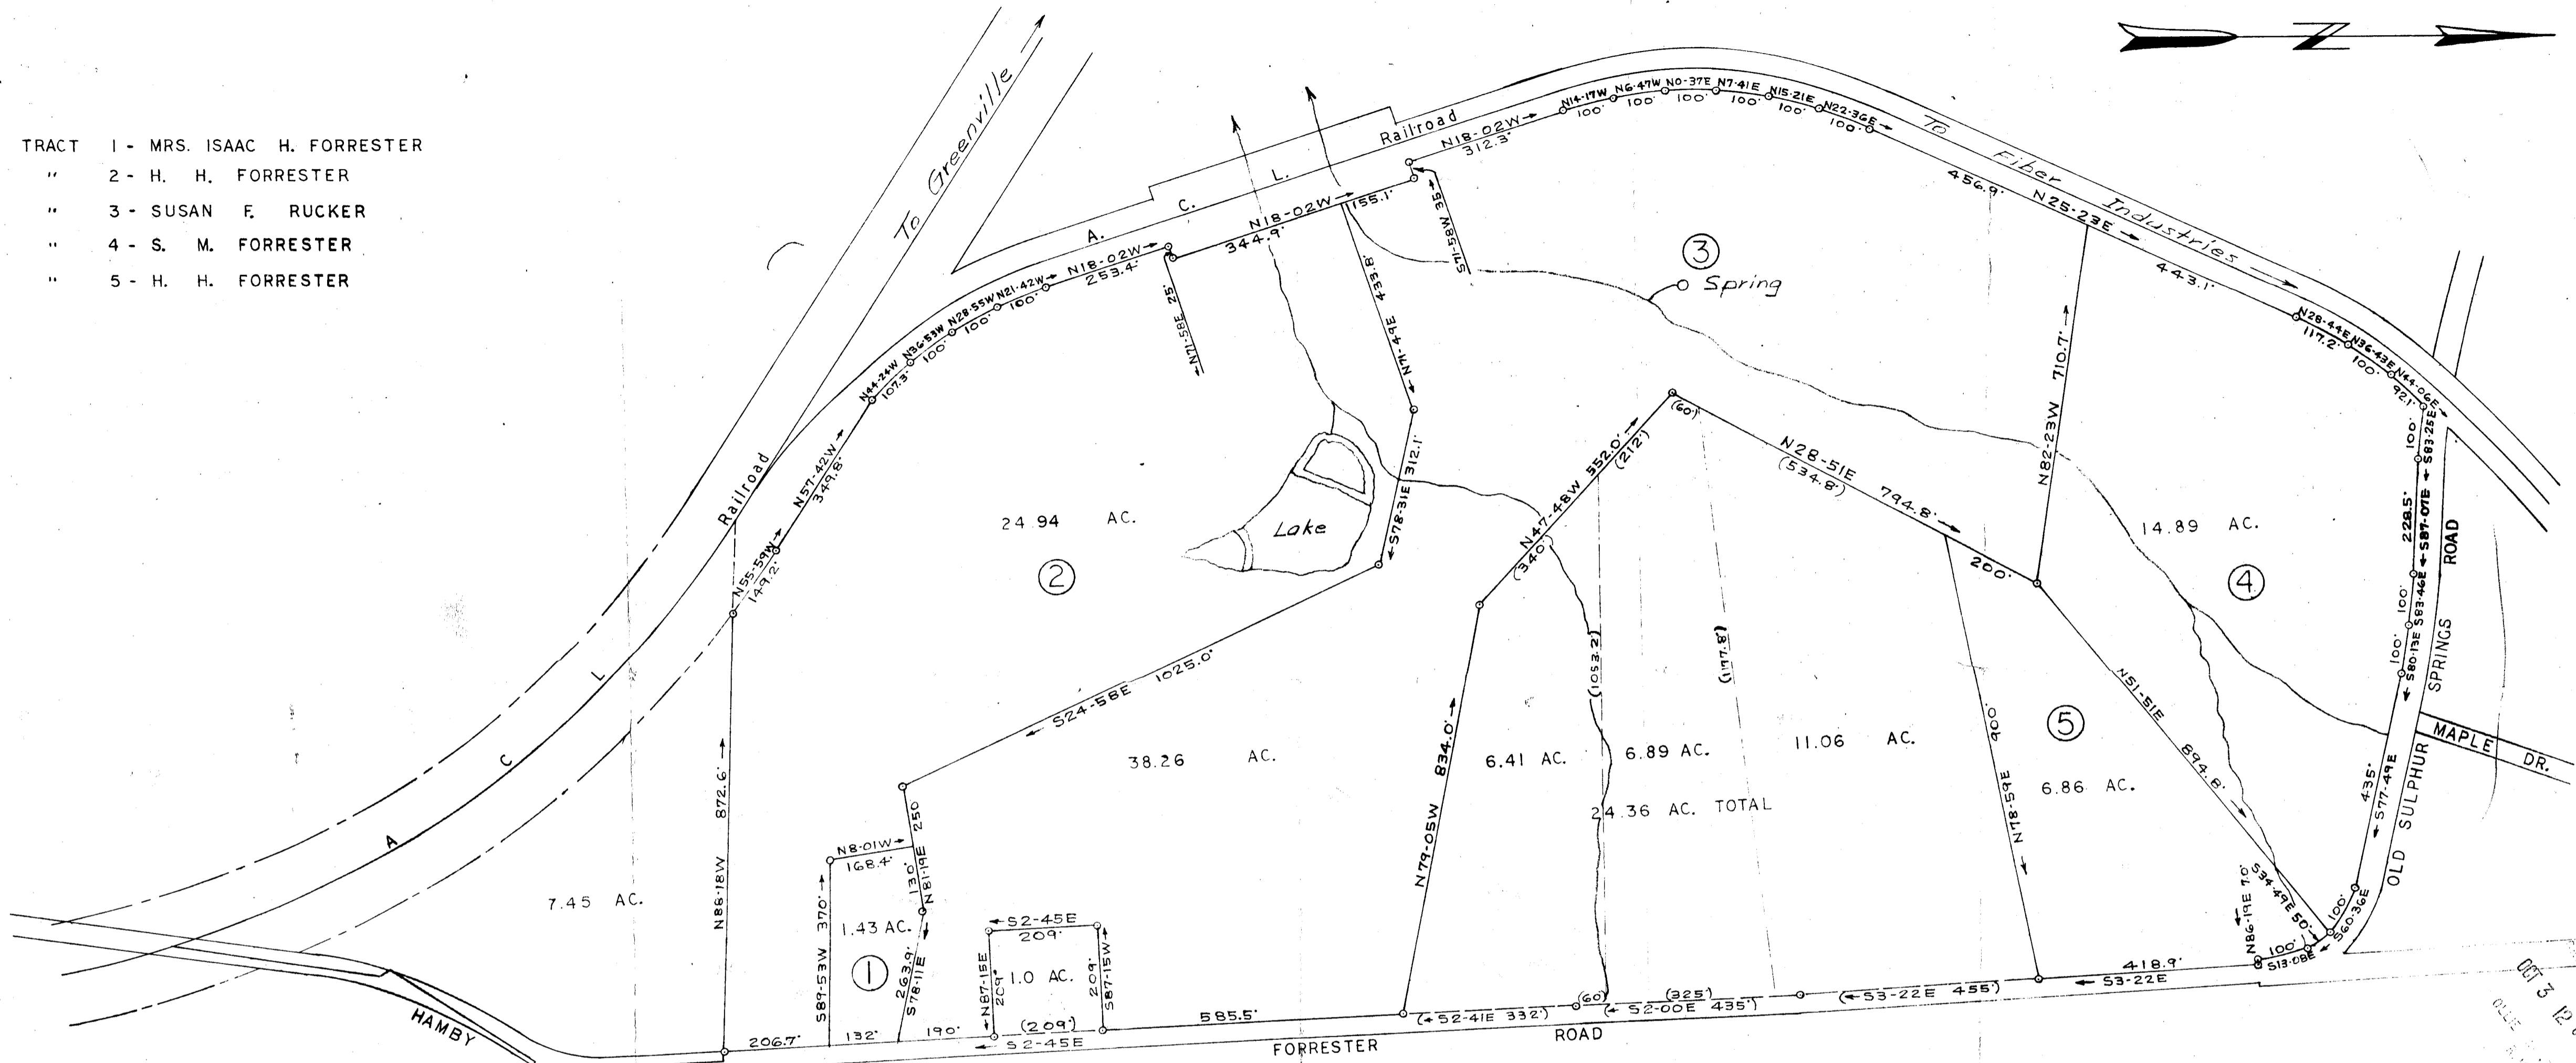 TRACT 1 - MRS. ISAAC H. FORRESTER
" 2 - H. H. FORRESTER
" 3 - SUSAN F. RUCKER
" 4 - S. M. FORRESTER
" 5 - H. H. FORRESTER
N
To Greenville
Railroad
A C L
A. C. L. Railroad
To Fiber Industries
N55-59W
149.2'
N57-42W
349.8'
N44-24W
107.3'
N36-53W
100'
N28-55W
100'
N21-42W
100'
N18-02W
253.4'
N71-58E 25'
N18-02W
344.9'
155.1'
S71-58W 35'
N18-02W
312.3'
N14-17W
100'
N6-47W
100'
N0-37E
100'
N7-41E
100'
N15-21E
100'
N22-36E
100'
456.9'
N25-23E
443.1'
N28-44E
117.2'
N36-43E
100'
N44-06E
92.1'
S83-25E
100'
S87-07E
228.5'
S83-46E
100'
S80-13E
100'
S77-49E
435'
S60-36E
100'
S34-49E 50'
N86-19E 7.0'
100'
S13-08E
OLD SULPHUR SPRINGS ROAD
MAPLE DR.
3
Spring
N71-49E 433.8'
S78-31E 312.1'
Lake
24.94 AC.
2
S24-58E 1025.0'
38.26 AC.
N47-48W 552.0'
(340')
(212')
(60')
N28-51E 794.8'
(534.8')
200'
N82-23W 710.7'
14.89 AC.
4
N51-51E 894.8'
5
6.86 AC.
N78-59E 900'
11.06 AC.
(1053.2)
(1177.8')
6.89 AC.
6.41 AC.
24.36 AC. TOTAL
N79-05W 834.0'
7.45 AC.
N86-18W 872.6'
N8-01W
168.4'
S89-53W 370'
N81-19E 250
130'
1.43 AC.
1
263.9'
S78-11E
S2-45E
209'
N87-15E
209'
1.0 AC.
209'
S87-15W
206.7'
132'
190'
(209')
S2-45E
585.5'
(S2-41E 332')
(60')
(325')
(S2-00E 435')
(S3-22E 455')
418.9'
S3-22E
HAMBY
FORRESTER ROAD
OCT 3 12
OLLIE